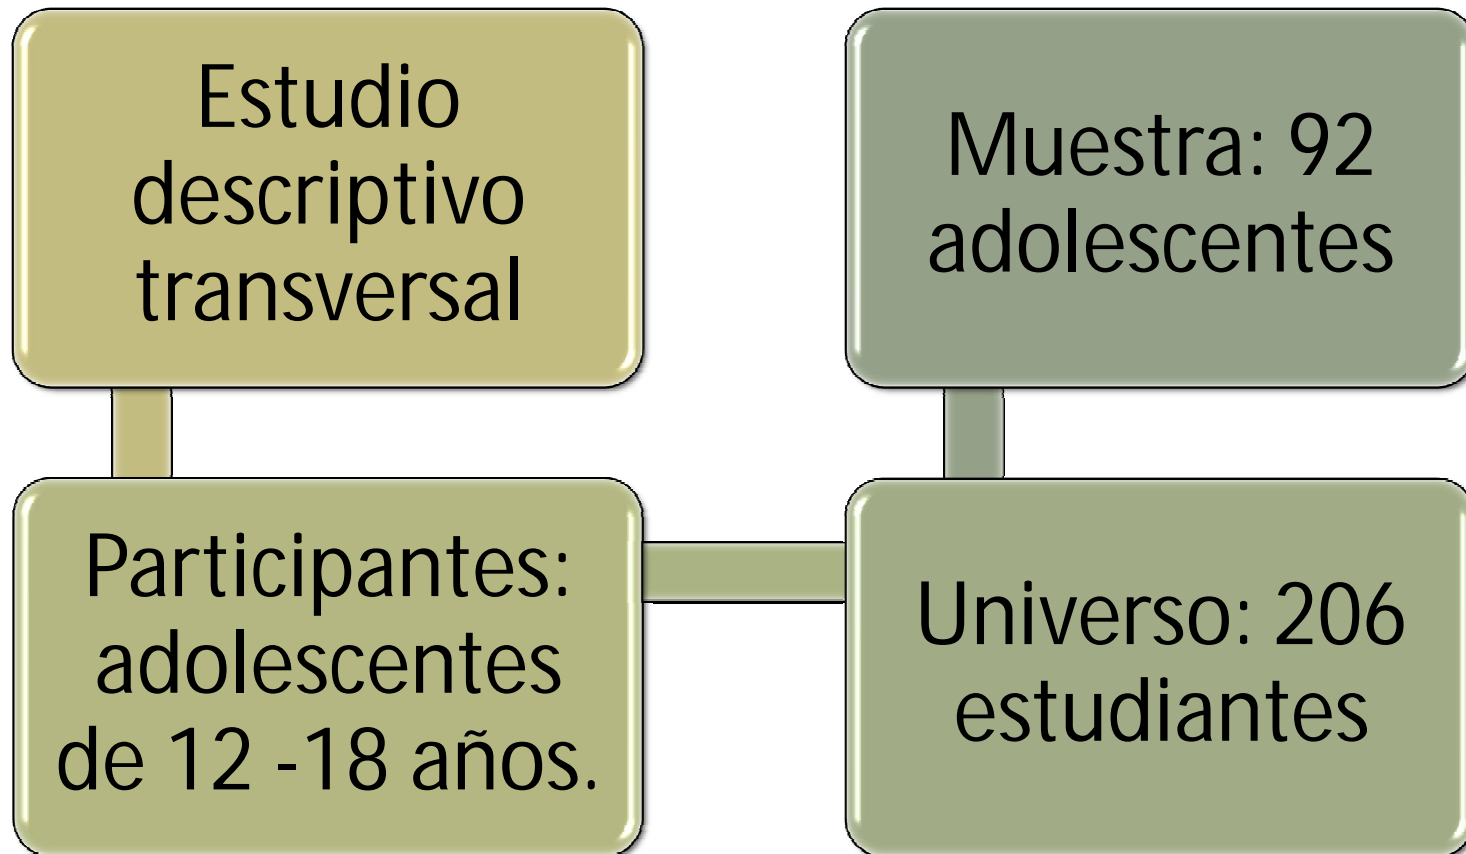 Estudio
descriptivo
transversal
Participantes:
adolescentes
de 12 -18 años.
Universo: 206
estudiantes
Muestra: 92
adolescentes